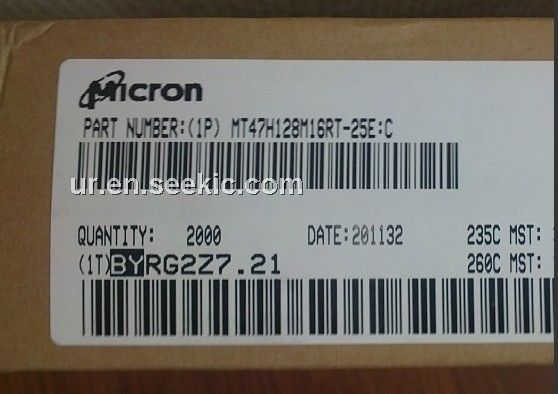 Micron
PART NUMBER:(1P) MT47H128M16RT-25E:C
ur.en.seekic.com
QUANTITY: 2000 DATE:201132 235C MST:
(1T)BYRG2Z7.21 260C MST: